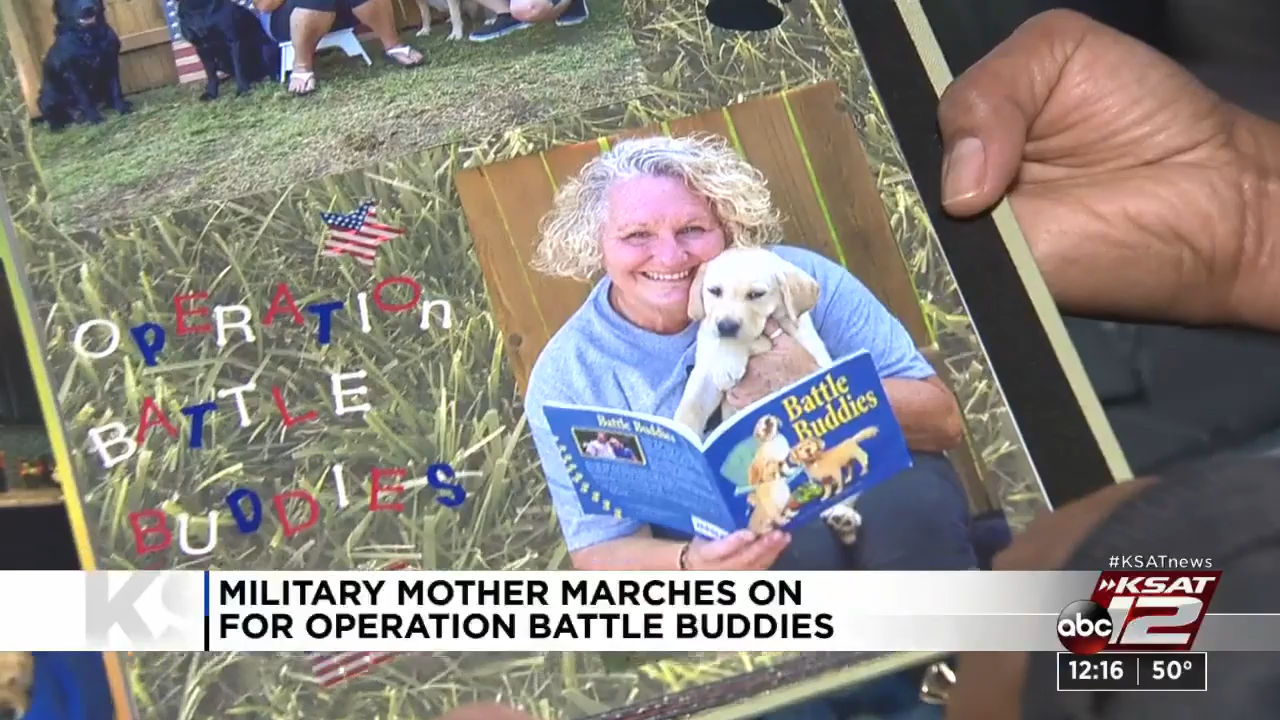 OPERATION
BATTLE
BUDDIES
Battle Buddies
Battle
Buddies
#KSATnews
MILITARY MOTHER MARCHES ON
FOR OPERATION BATTLE BUDDIES
KSAT
abc 12
12:16 50°